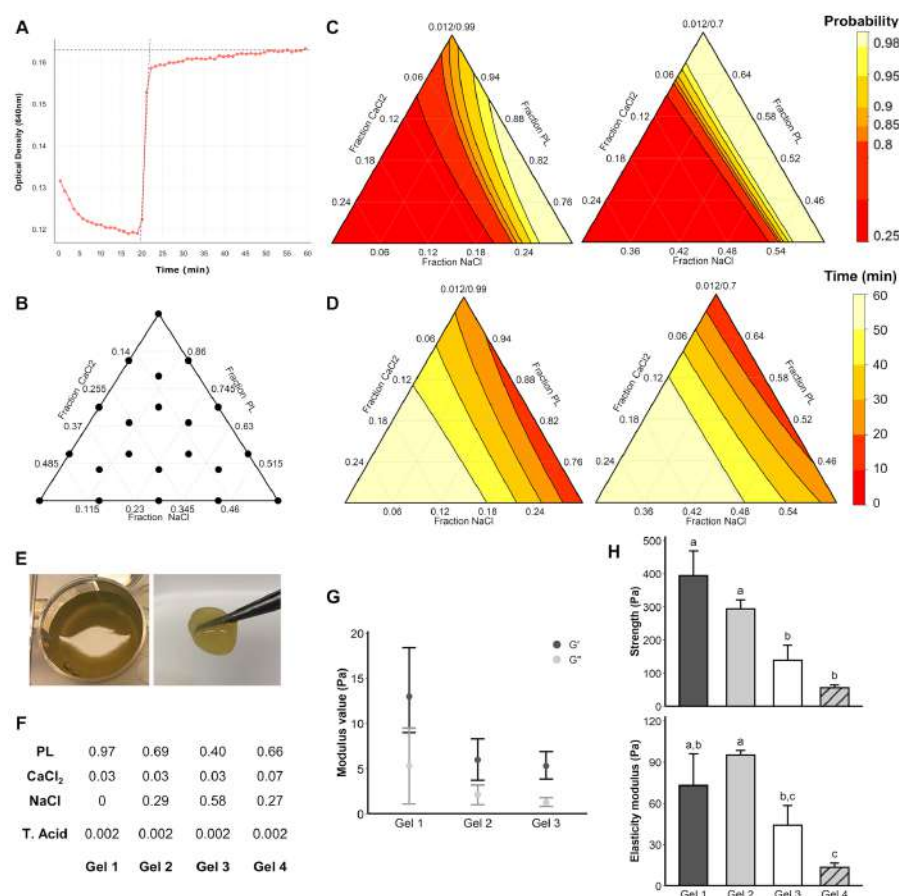 A
Optical Density (640nm)
0.16
0.15
0.14
0.13
0.12
0 5 10 15 20 25 30 35 40 45 50 55 60
Time (min)
B
0.14 0.86
0.255 0.745
0.37 0.63
0.485 0.515
0.115 0.23 0.345 0.46
Fraction CaCl2
Fraction PL
Fraction NaCl
C
0.012/0.99
0.06 0.94
0.12 0.88
0.18 0.82
0.24 0.76
0.06 0.12 0.18 0.24
Fraction CaCl2
Fraction PL
Fraction NaCl
0.012/0.7
0.06 0.64
0.12 0.58
0.18 0.52
0.24 0.46
0.36 0.42 0.48 0.54
Fraction CaCl2
Fraction PL
Fraction NaCl
Probability
0.98
0.95
0.9
0.85
0.8
0.25
D
0.012/0.99
0.06 0.94
0.12 0.88
0.18 0.82
0.24 0.76
0.06 0.12 0.18 0.24
Fraction CaCl2
Fraction PL
Fraction NaCl
0.012/0.7
0.06 0.64
0.12 0.58
0.18 0.52
0.24 0.46
0.36 0.42 0.48 0.54
Fraction CaCl2
Fraction PL
Fraction NaCl
Time (min)
60
50
40
30
20
10
0
E
F
PL 0.97 0.69 0.40 0.66
CaCl₂ 0.03 0.03 0.03 0.07
NaCl 0 0.29 0.58 0.27
T. Acid 0.002 0.002 0.002 0.002
Gel 1 Gel 2 Gel 3 Gel 4
G
G'
G"
Modulus value (Pa)
20
15
10
5
0
Gel 1 Gel 2 Gel 3
H
Strength (Pa)
500
400
300
200
100
0
a a b b
Elasticity modulus (Pa)
120
90
60
30
0
a,b a b,c c
Gel 1 Gel 2 Gel 3 Gel 4